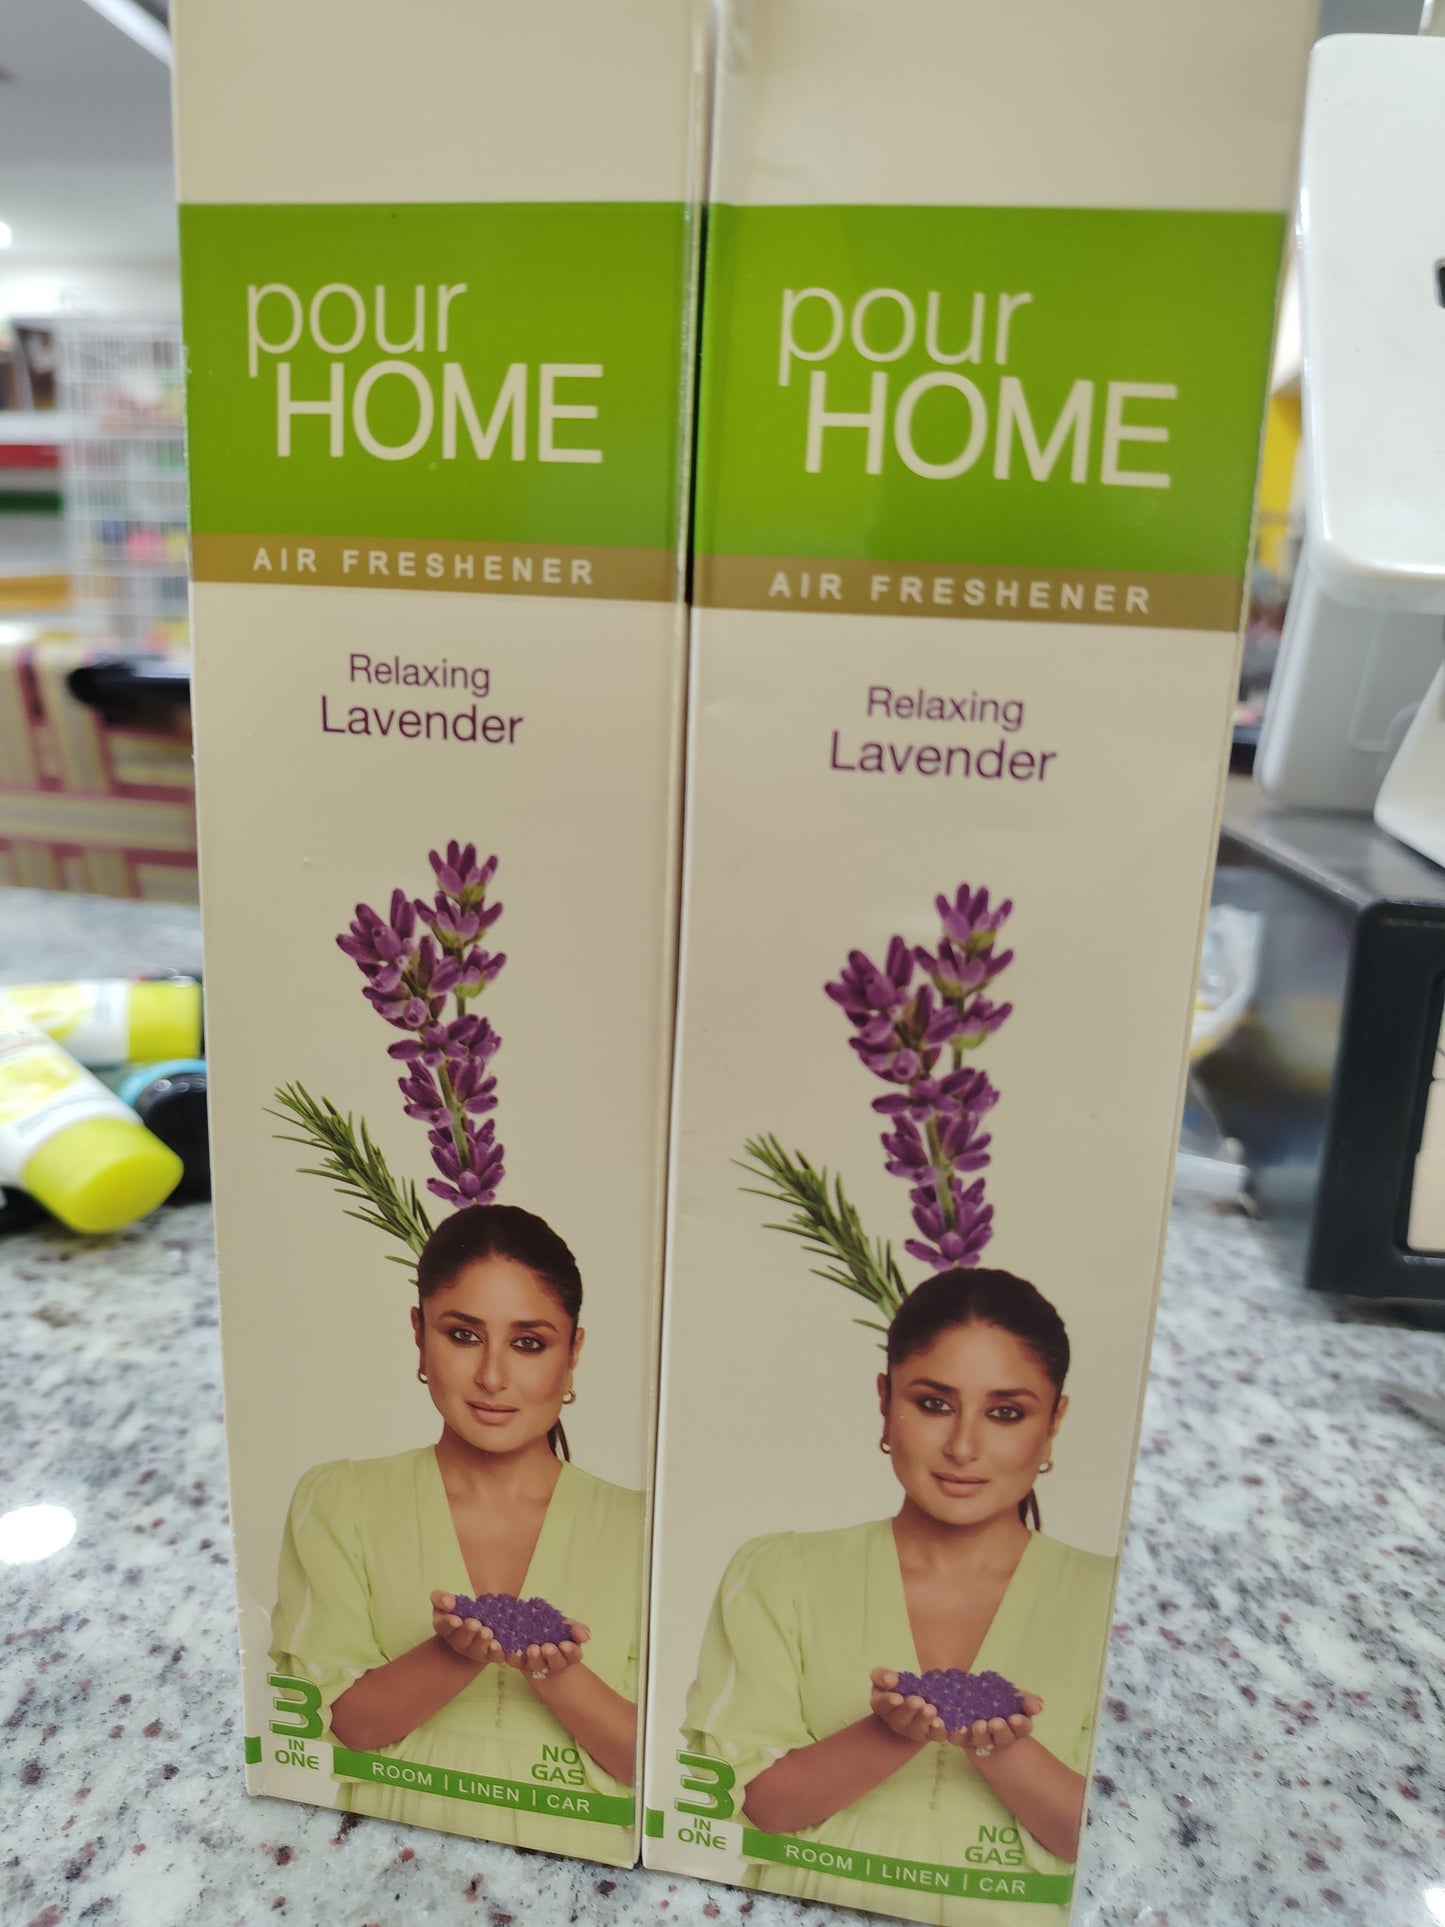 pour
HOME
AIR FRESHENER
Relaxing
Lavender
3
IN
ONE
NO
GAS
ROOM | LINEN | CAR
pour
HOME
AIR FRESHENER
Relaxing
Lavender
3
IN
ONE
NO
GAS
ROOM | LINEN | CAR